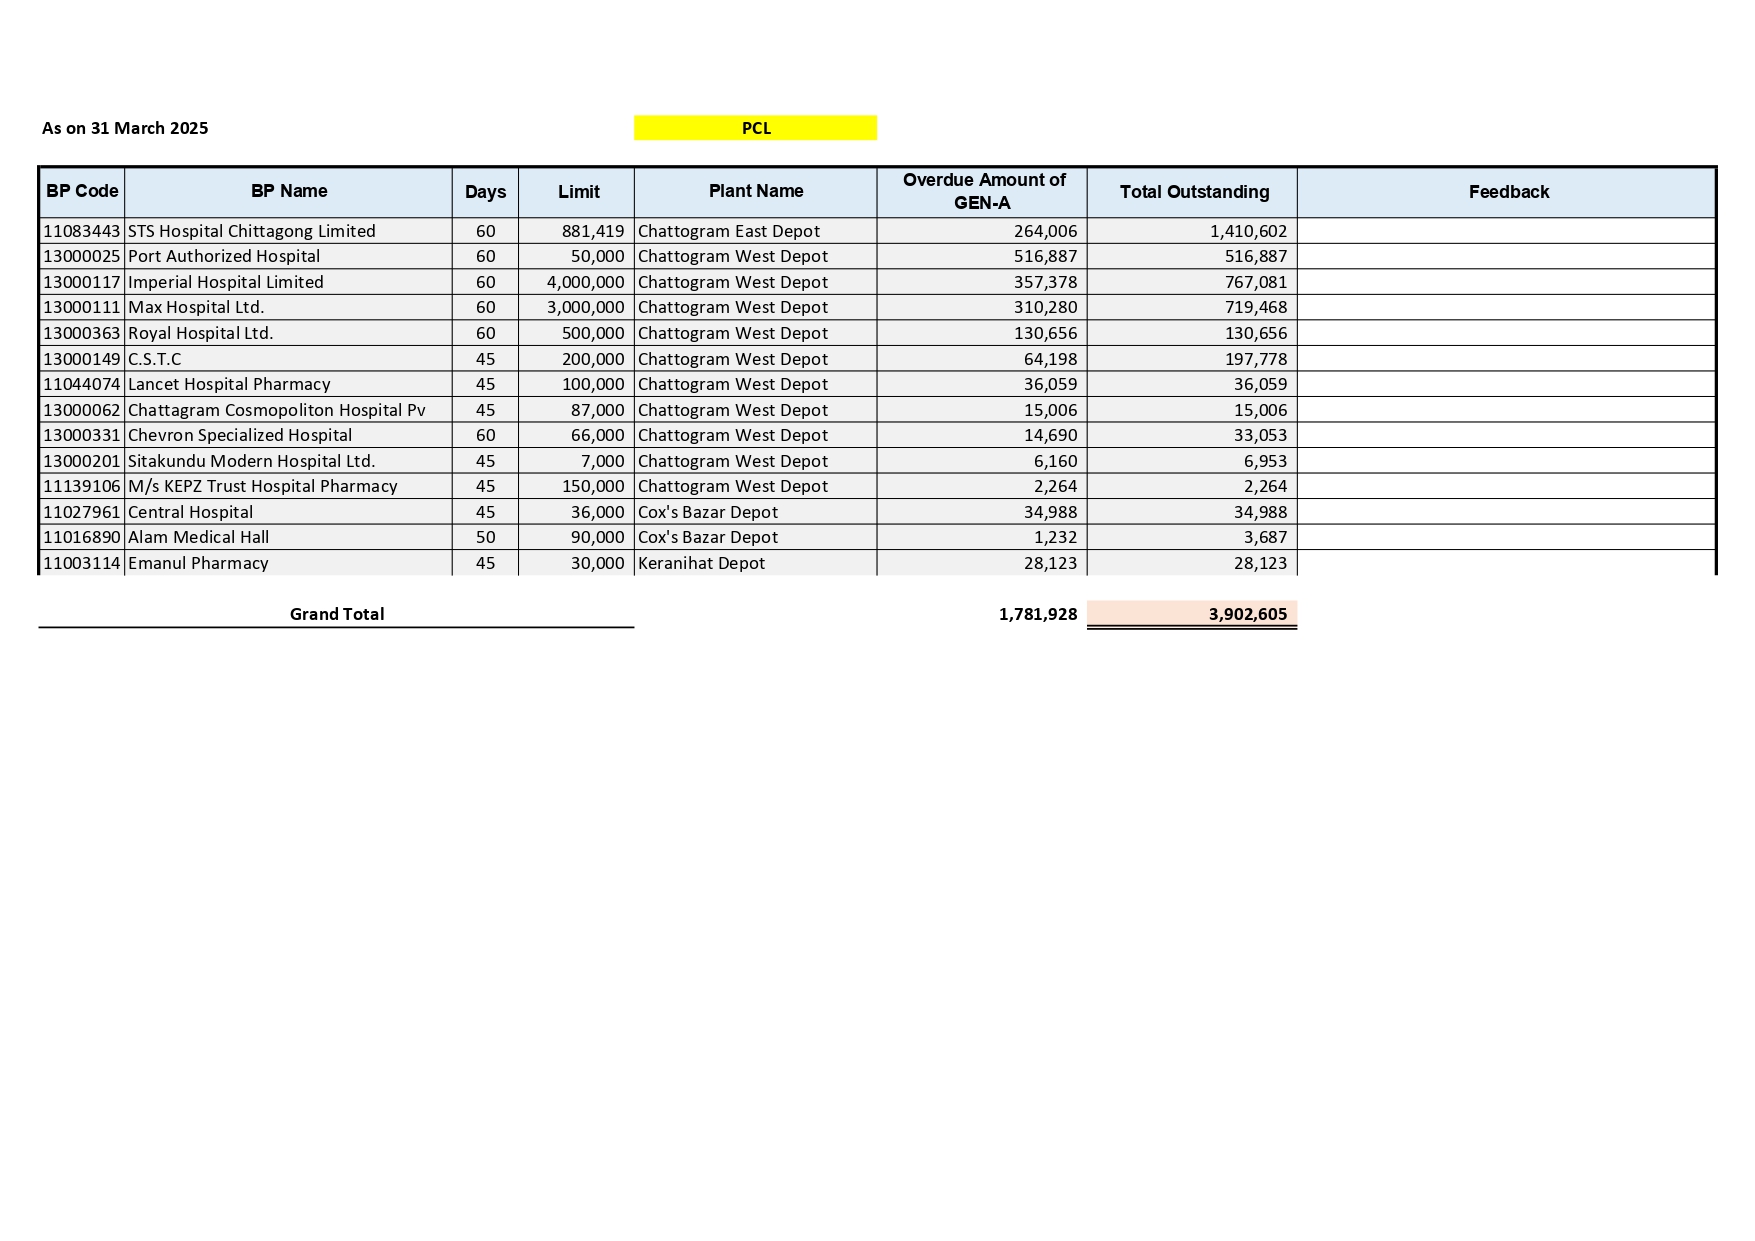 As on 31 March 2025 PCL
BP Code BP Name Days Limit Plant Name Overdue Amount of GEN-A Total Outstanding Feedback
11083443 STS Hospital Chittagong Limited 60 881,419 Chattogram East Depot 264,006 1,410,602
13000025 Port Authorized Hospital 60 50,000 Chattogram West Depot 516,887 516,887
13000117 Imperial Hospital Limited 60 4,000,000 Chattogram West Depot 357,378 767,081
13000111 Max Hospital Ltd. 60 3,000,000 Chattogram West Depot 310,280 719,468
13000363 Royal Hospital Ltd. 60 500,000 Chattogram West Depot 130,656 130,656
13000149 C.S.T.C 45 200,000 Chattogram West Depot 64,198 197,778
11044074 Lancet Hospital Pharmacy 45 100,000 Chattogram West Depot 36,059 36,059
13000062 Chattagram Cosmopoliton Hospital Pv 45 87,000 Chattogram West Depot 15,006 15,006
13000331 Chevron Specialized Hospital 60 66,000 Chattogram West Depot 14,690 33,053
13000201 Sitakundu Modern Hospital Ltd. 45 7,000 Chattogram West Depot 6,160 6,953
11139106 M/s KEPZ Trust Hospital Pharmacy 45 150,000 Chattogram West Depot 2,264 2,264
11027961 Central Hospital 45 36,000 Cox's Bazar Depot 34,988 34,988
11016890 Alam Medical Hall 50 90,000 Cox's Bazar Depot 1,232 3,687
11003114 Emanul Pharmacy 45 30,000 Keranihat Depot 28,123 28,123
Grand Total 1,781,928 3,902,605